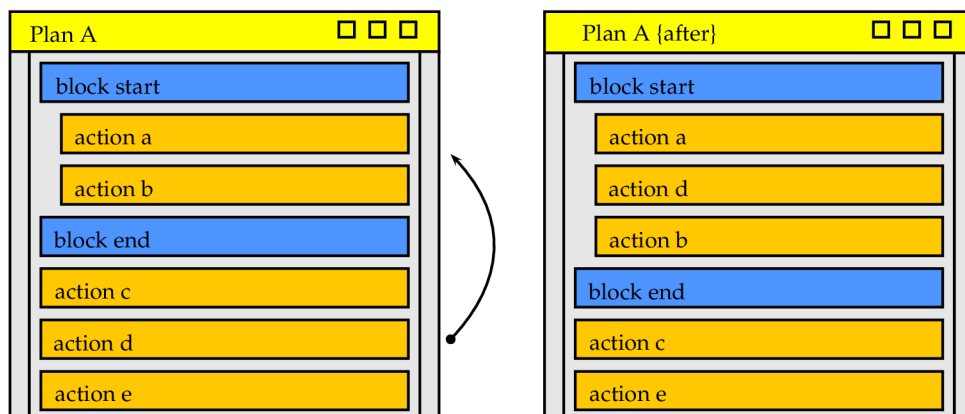 Plan A
block start
action a
action b
block end
action c
action d
action e
Plan A {after}
block start
action a
action d
action b
block end
action c
action e